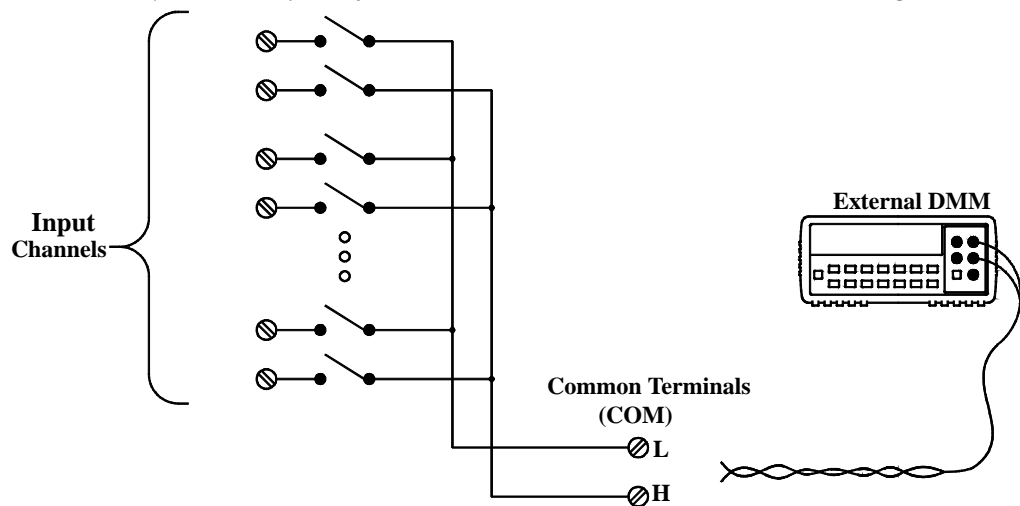 Input
Channels
External DMM
Common Terminals
(COM)
L
H